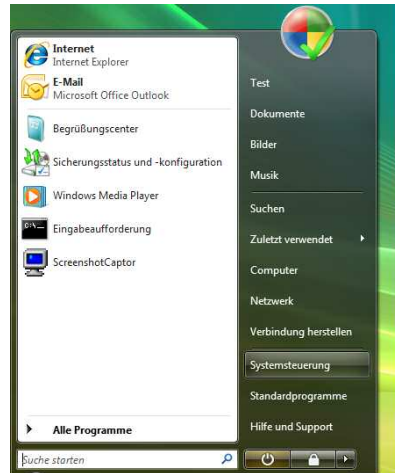 Internet
Internet Explorer
E-Mail
Microsoft Office Outlook
Begrüßungscenter
Sicherungsstatus und -konfiguration
Windows Media Player
Eingabeaufforderung
ScreenshotCaptor
Alle Programme
Suche starten
Test
Dokumente
Bilder
Musik
Suchen
Zuletzt verwendet
Computer
Netzwerk
Verbindung herstellen
Systemsteuerung
Standardprogramme
Hilfe und Support